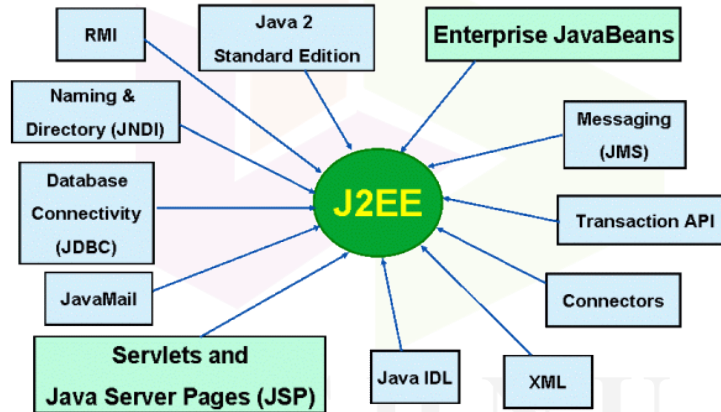 RMI
Java 2
Standard Edition
Enterprise JavaBeans
Naming &
Directory (JNDI)
Messaging
(JMS)
Database
Connectivity
(JDBC)
J2EE
Transaction API
JavaMail
Connectors
Servlets and
Java Server Pages (JSP)
Java IDL
XML